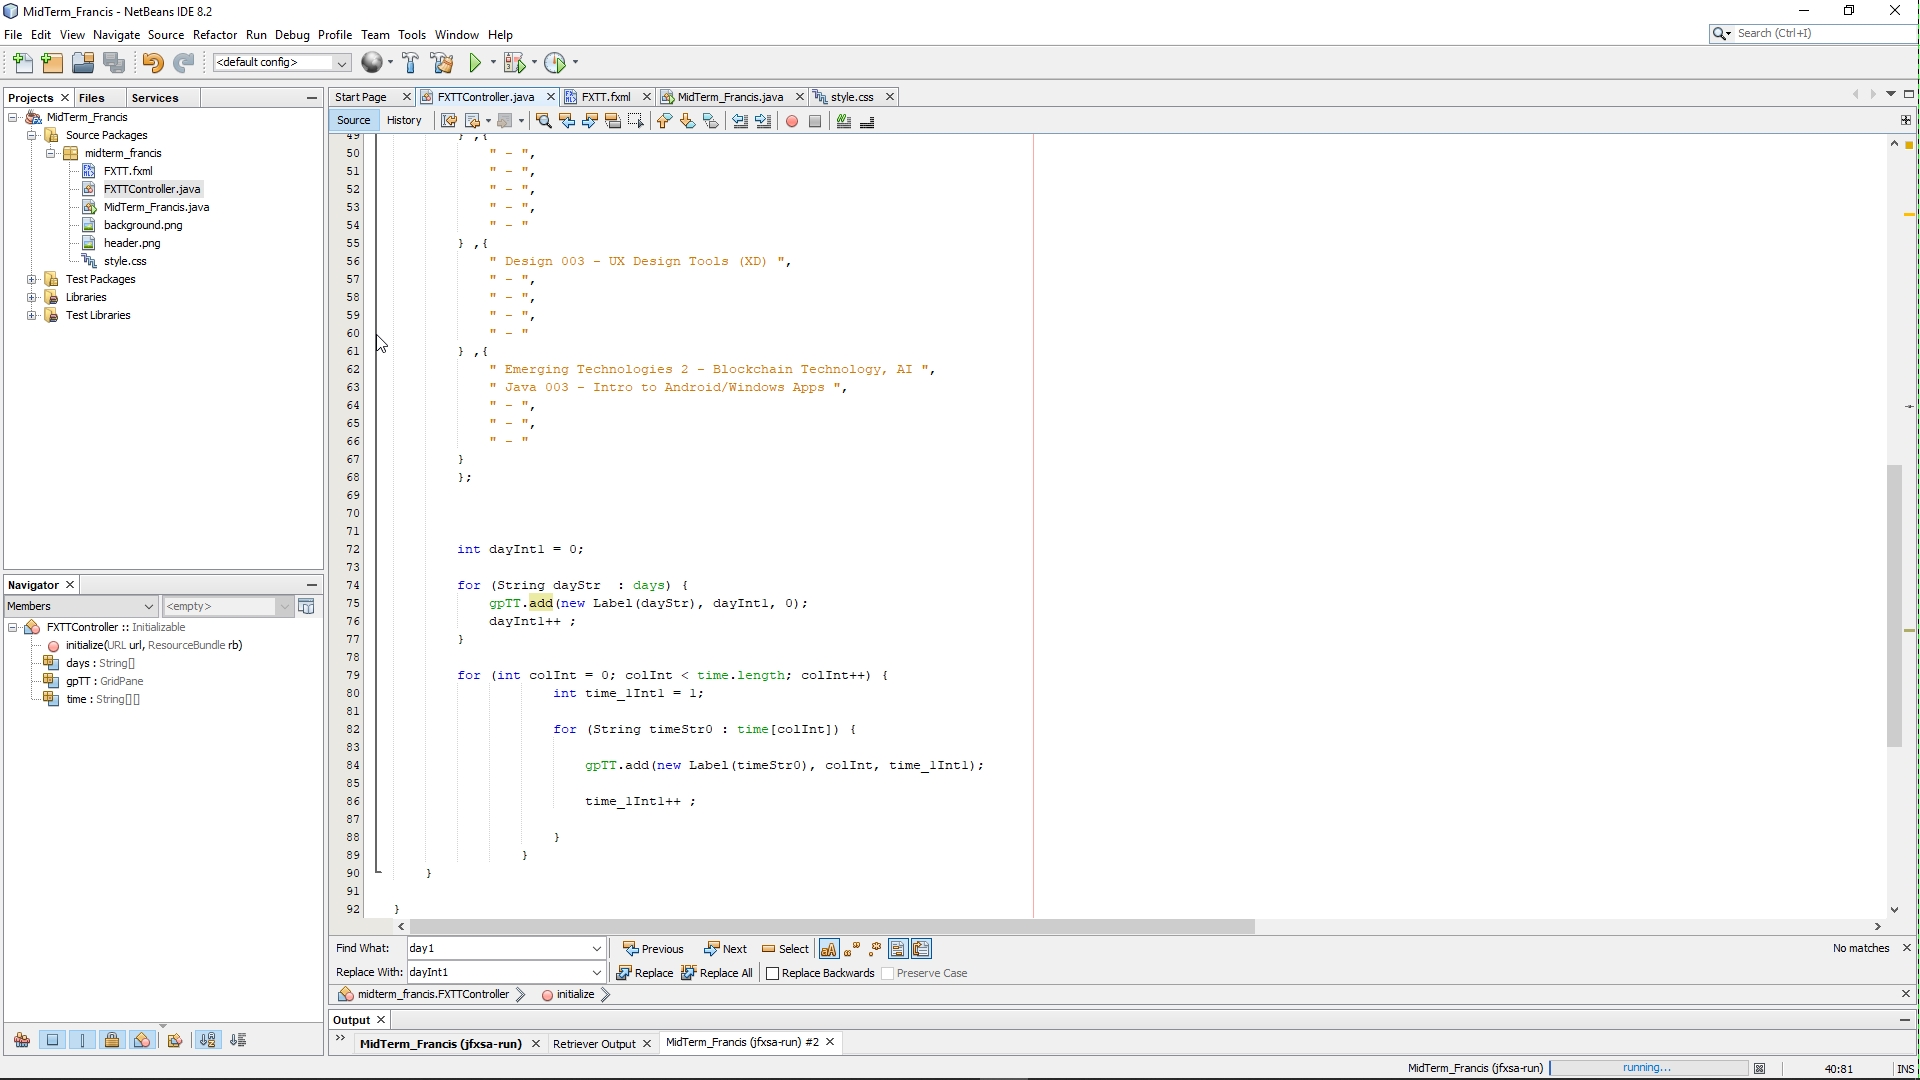 MidTerm_Francis - NetBeans IDE 8.2
File Edit View Navigate Source Refactor Run Debug Profile Team Tools Window Help
Search (Ctrl+I)
<default config>
Projects Files Services
Start Page FXTTController.java FXTT.fxml MidTerm_Francis.java style.css
Source History
MidTerm_Francis
Source Packages
midterm_francis
FXTT.fxml
FXTTController.java
MidTerm_Francis.java
background.png
header.png
style.css
Test Packages
Libraries
Test Libraries
Navigator
Members <empty>
FXTTController :: Initializable
initialize(URL url, ResourceBundle rb)
days : String[]
gpTT : GridPane
time : String[][]
49 } ,{
50 " - ",
51 " - ",
52 " - ",
53 " - ",
54 " - "
55 } ,{
56 " Design 003 - UX Design Tools (XD) ",
57 " - ",
58 " - ",
59 " - ",
60 " - "
61 } ,{
62 " Emerging Technologies 2 - Blockchain Technology, AI ",
63 " Java 003 - Intro to Android/Windows Apps ",
64 " - ",
65 " - ",
66 " - "
67 }
68 };
69
70
71
72 int dayInt1 = 0;
73
74 for (String dayStr : days) {
75 gpTT.add(new Label(dayStr), dayInt1, 0);
76 dayInt1++ ;
77 }
78
79 for (int colInt = 0; colInt < time.length; colInt++) {
80 int time_1Int1 = 1;
81
82 for (String timeStr0 : time[colInt]) {
83
84 gpTT.add(new Label(timeStr0), colInt, time_1Int1);
85
86 time_1Int1++ ;
87
88 }
89 }
90 }
91
92 }
Find What: day1 Previous Next Select No matches
Replace With: dayInt1 Replace Replace All Replace Backwards Preserve Case
midterm_francis.FXTTController initialize
Output
MidTerm_Francis (jfxsa-run) Retriever Output MidTerm_Francis (jfxsa-run) #2
MidTerm_Francis (jfxsa-run) running... 40:81 INS